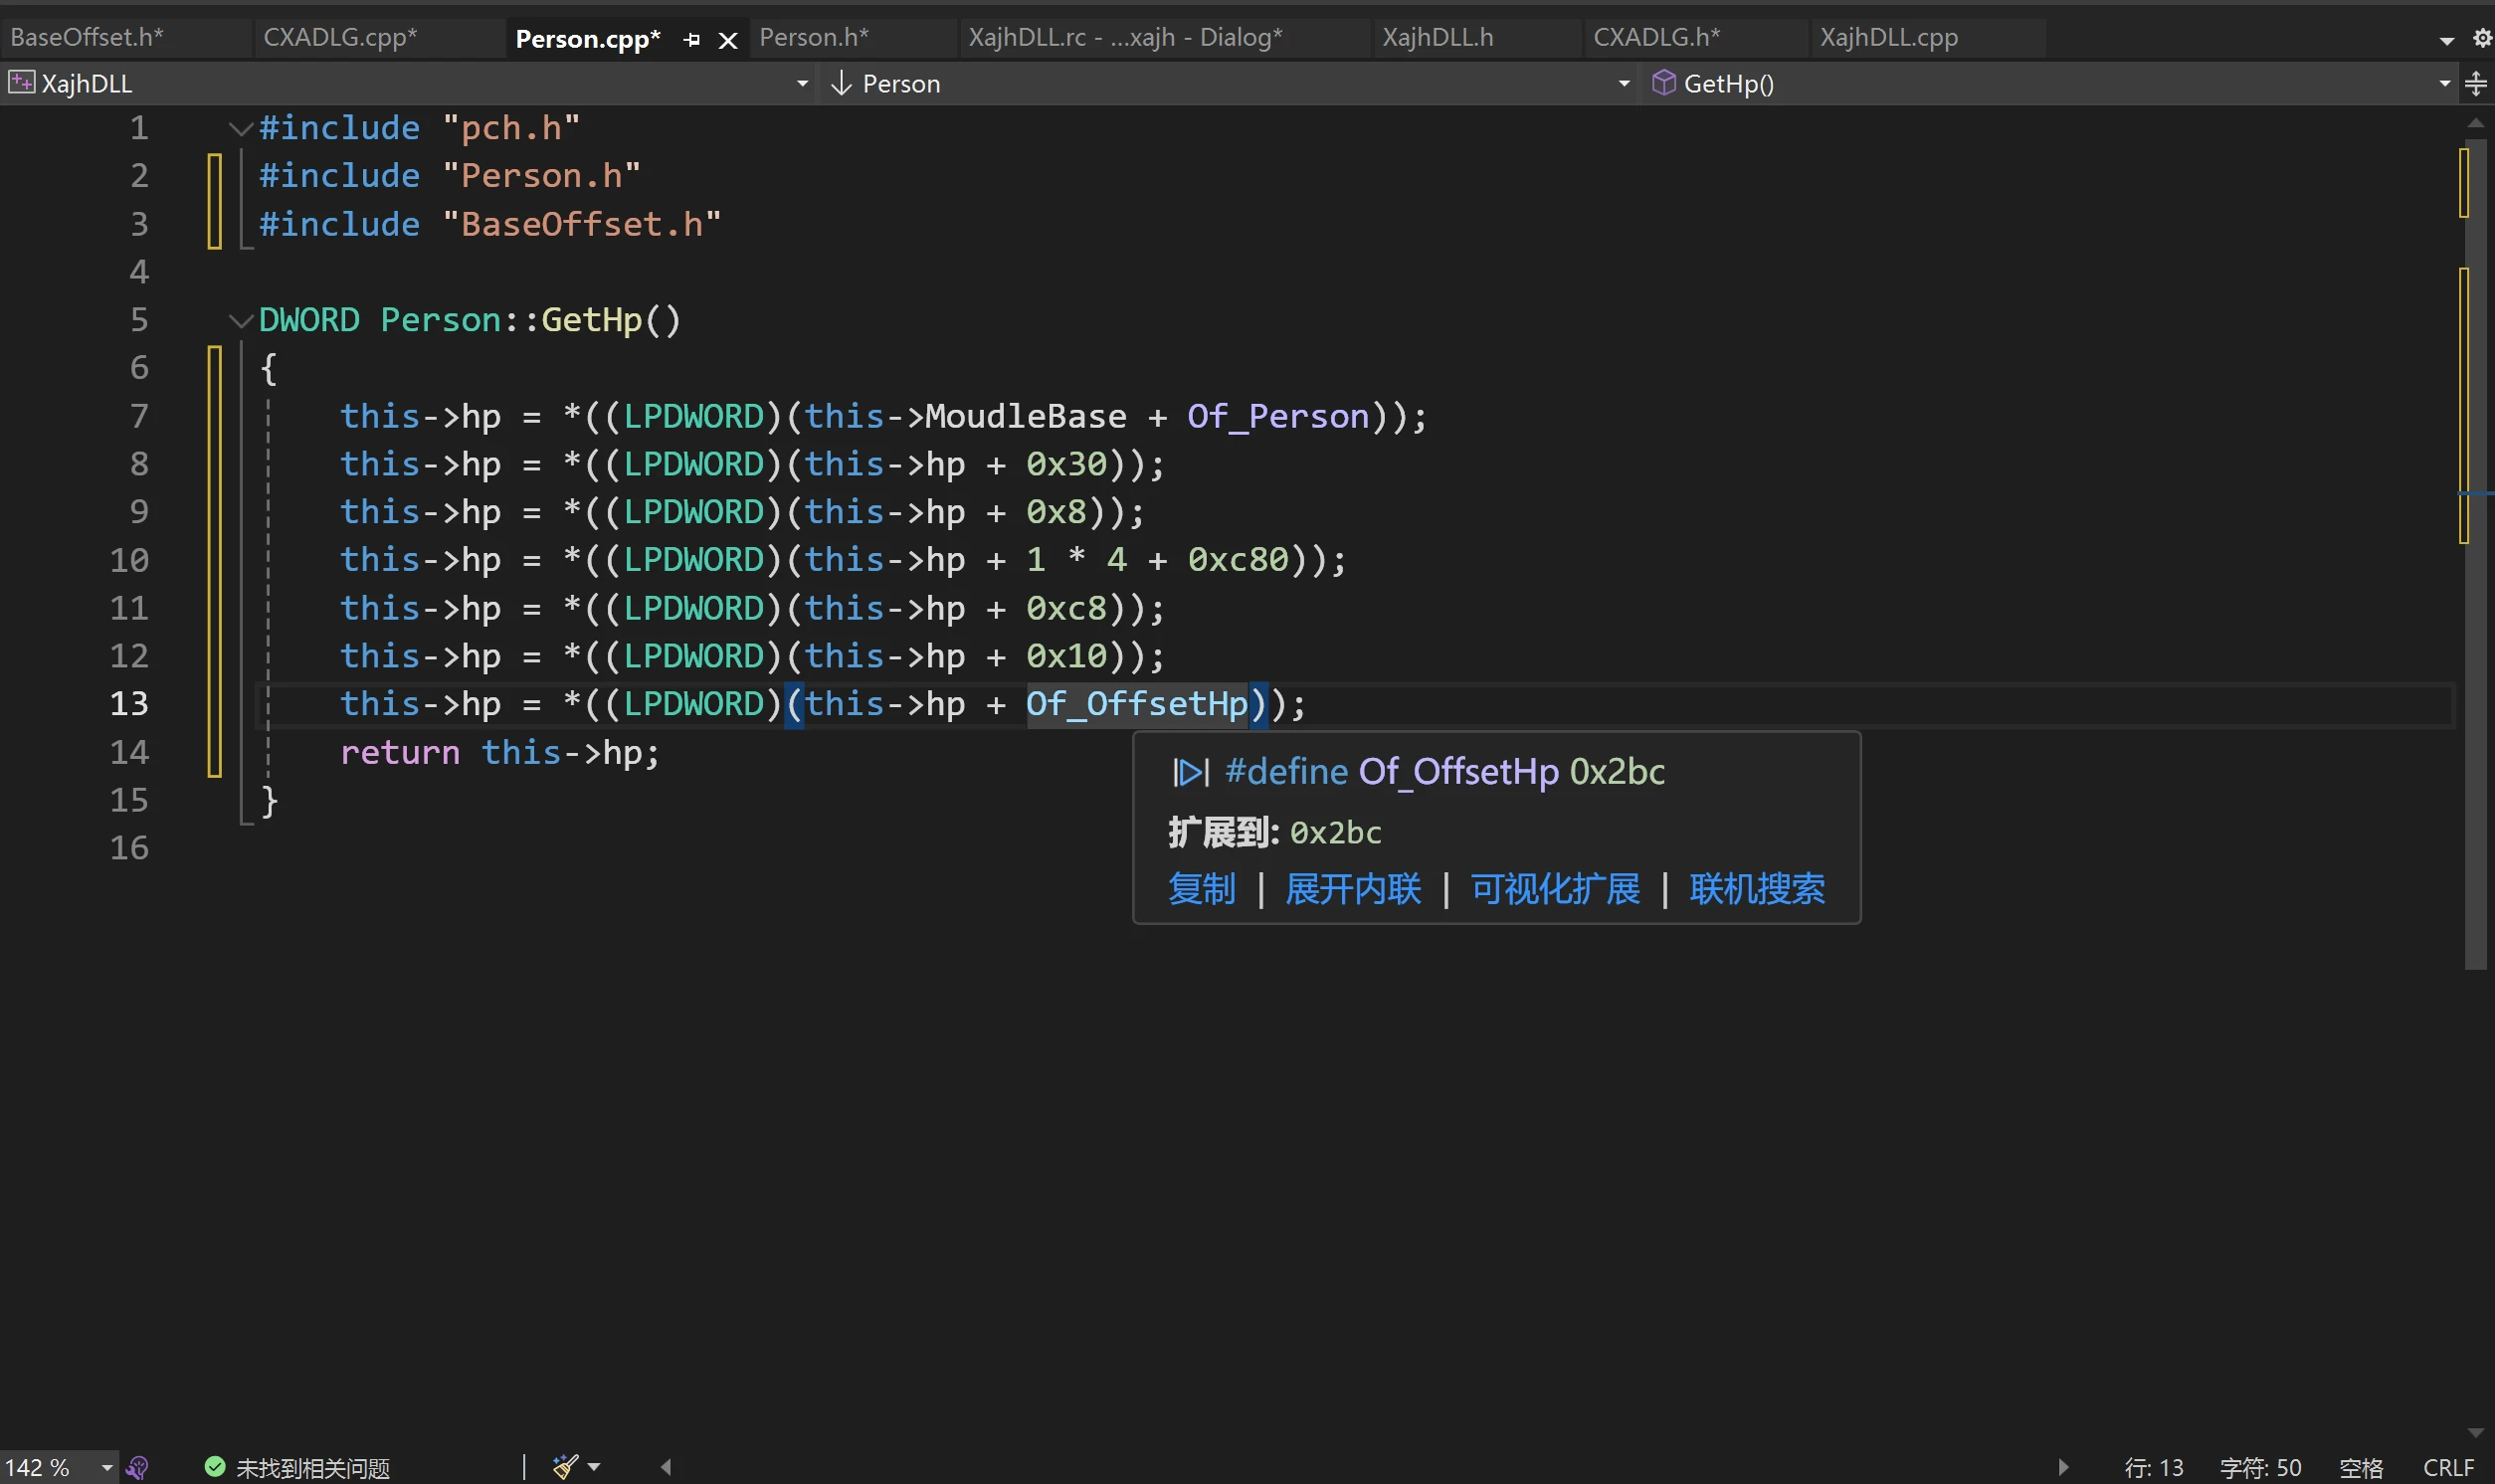 BaseOffset.h* CXADLG.cpp* Person.cpp* Person.h* XajhDLL.rc - ...xajh - Dialog* XajhDLL.h CXADLG.h* XajhDLL.cpp
XajhDLL Person GetHp()
1 #include "pch.h"
2 #include "Person.h"
3 #include "BaseOffset.h"
4
5 DWORD Person::GetHp()
6 {
7 this->hp = *((LPDWORD)(this->MoudleBase + Of_Person));
8 this->hp = *((LPDWORD)(this->hp + 0x30));
9 this->hp = *((LPDWORD)(this->hp + 0x8));
10 this->hp = *((LPDWORD)(this->hp + 1 * 4 + 0xc80));
11 this->hp = *((LPDWORD)(this->hp + 0xc8));
12 this->hp = *((LPDWORD)(this->hp + 0x10));
13 this->hp = *((LPDWORD)(this->hp + Of_OffsetHp));
14 return this->hp;
#define Of_OffsetHp 0x2bc
15 }
扩展到: 0x2bc
16
复制 | 展开内联 | 可视化扩展 | 联机搜索
142 % 未找到相关问题 行: 13 字符: 50 空格 CRLF